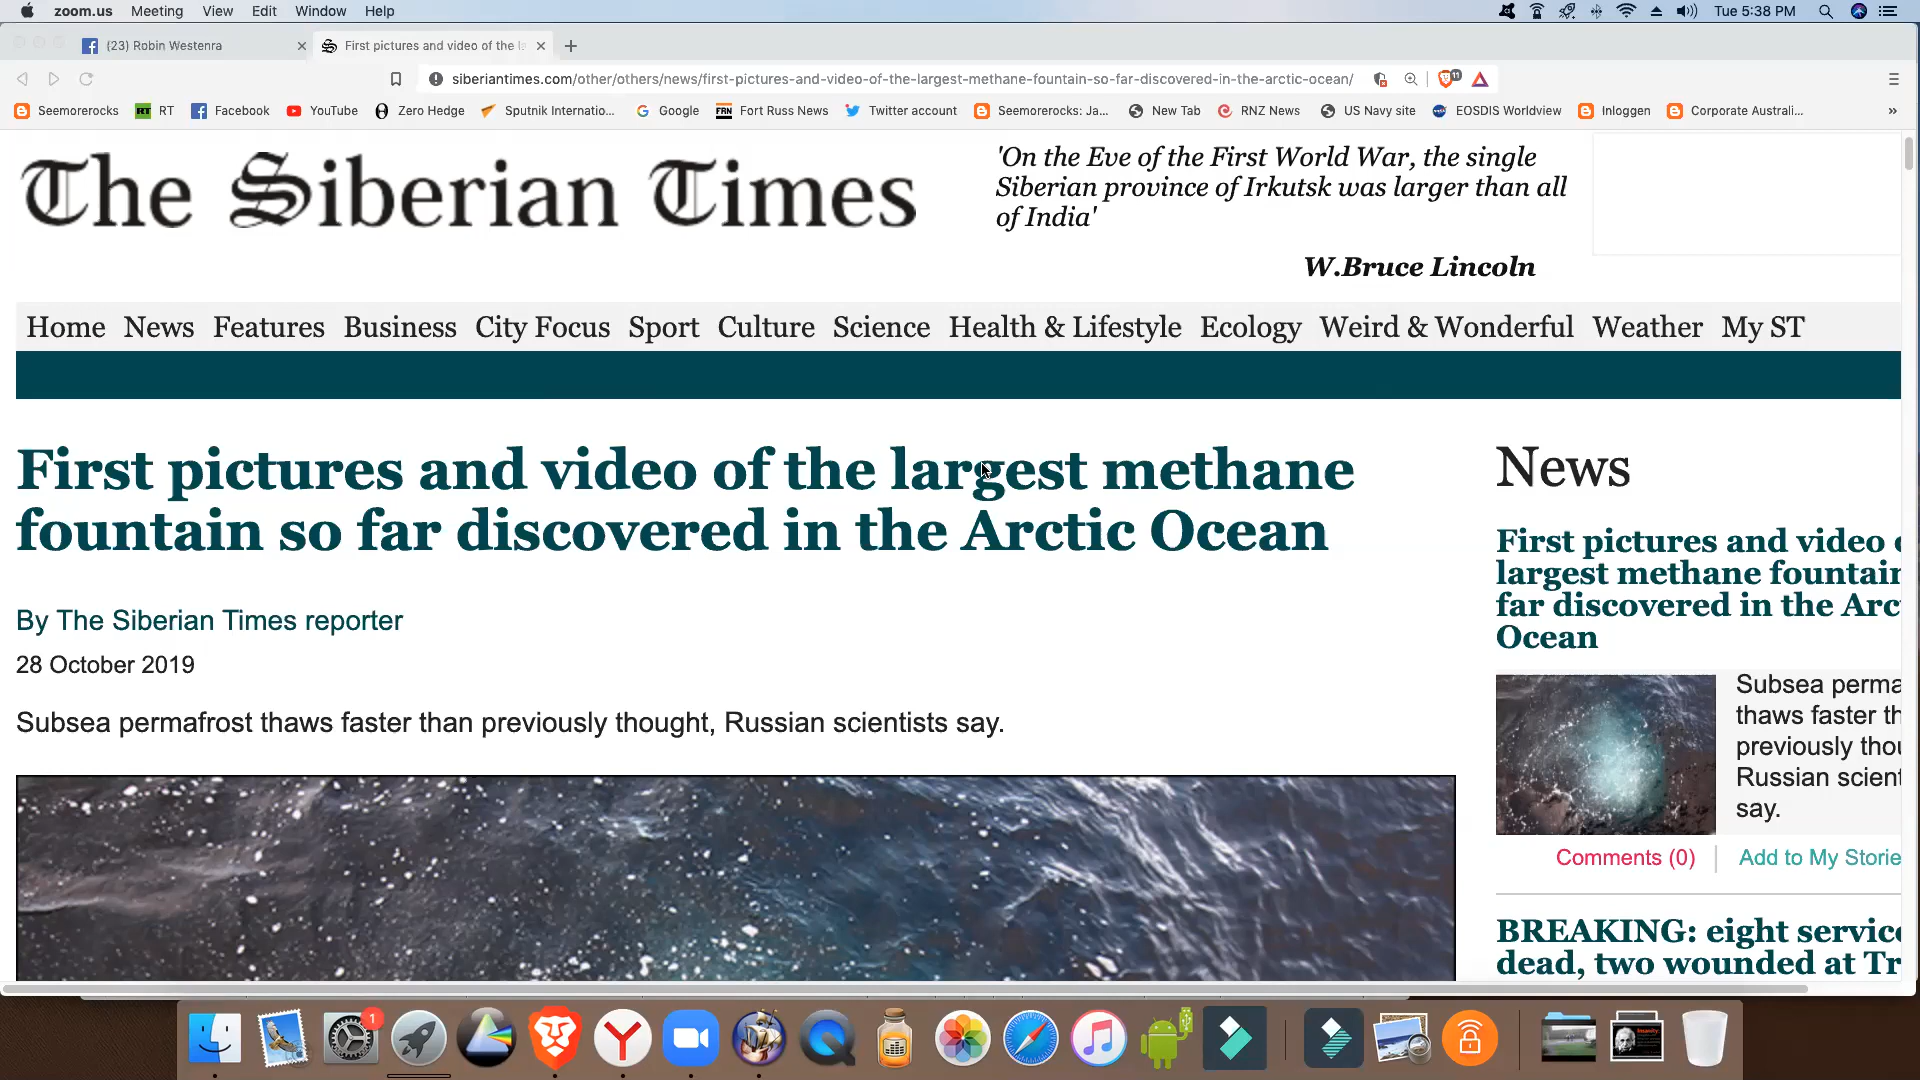 zoom.us Meeting View Edit Window Help Tue 5:38 PM
(23) Robin Westenra
First pictures and video of the l
siberiantimes.com/other/others/news/first-pictures-and-video-of-the-largest-methane-fountain-so-far-discovered-in-the-arctic-ocean/
11
Seemorerocks RT Facebook YouTube Zero Hedge Sputnik Internatio... Google Fort Russ News Twitter account Seemorerocks: Ja... New Tab RNZ News US Navy site EOSDIS Worldview Inloggen Corporate Australi... »
The Siberian Times
'On the Eve of the First World War, the single
Siberian province of Irkutsk was larger than all
of India'
W.Bruce Lincoln
Home News Features Business City Focus Sport Culture Science Health & Lifestyle Ecology Weird & Wonderful Weather My ST
First pictures and video of the largest methane
fountain so far discovered in the Arctic Ocean
By The Siberian Times reporter
28 October 2019
Subsea permafrost thaws faster than previously thought, Russian scientists say.
News
First pictures and video
largest methane fountain
far discovered in the Arc
Ocean
Subsea perma
thaws faster th
previously thou
Russian scient
say.
Comments (0) Add to My Storie
BREAKING: eight service
dead, two wounded at Tr
1